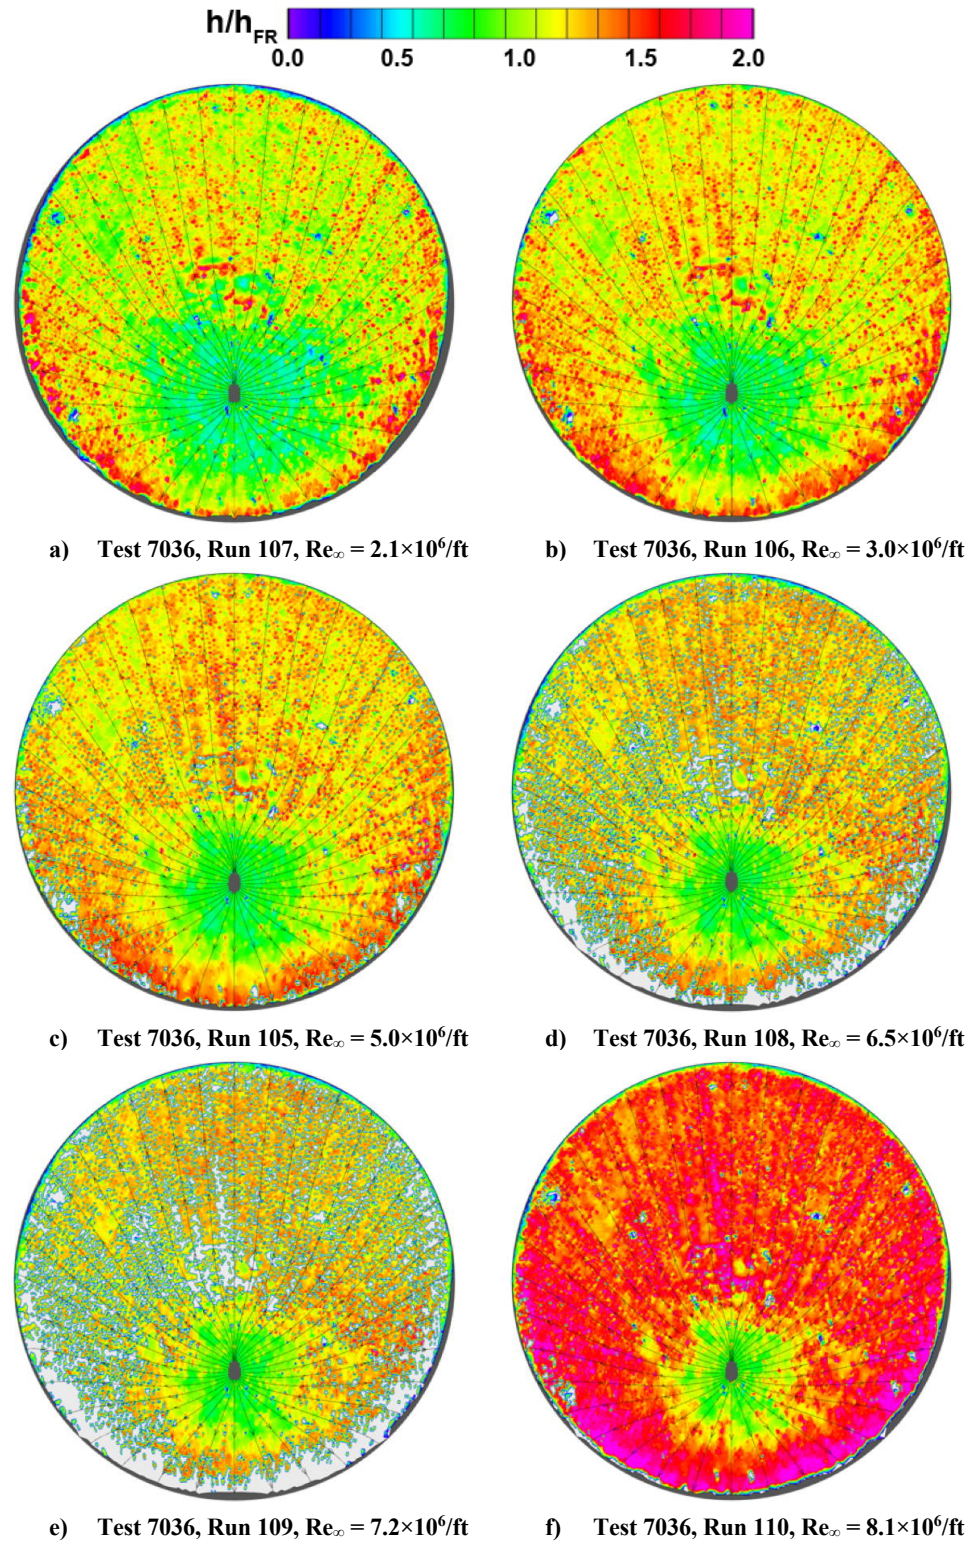 h/hFR
0.0 0.5 1.0 1.5 2.0
a) Test 7036, Run 107, Re∞ = 2.1×10⁶/ft
b) Test 7036, Run 106, Re∞ = 3.0×10⁶/ft
c) Test 7036, Run 105, Re∞ = 5.0×10⁶/ft
d) Test 7036, Run 108, Re∞ = 6.5×10⁶/ft
e) Test 7036, Run 109, Re∞ = 7.2×10⁶/ft
f) Test 7036, Run 110, Re∞ = 8.1×10⁶/ft